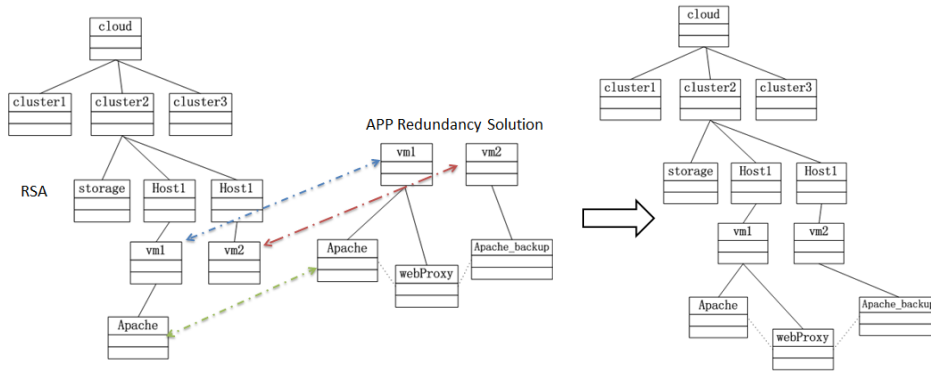 cloud
cluster1 cluster2 cluster3
RSA
storage Host1 Host1
vm1 vm2
Apache
APP Redundancy Solution
vm1 vm2
Apache webProxy Apache_backup
cloud
cluster1 cluster2 cluster3
storage Host1 Host1
vm1 vm2
Apache webProxy Apache_backup